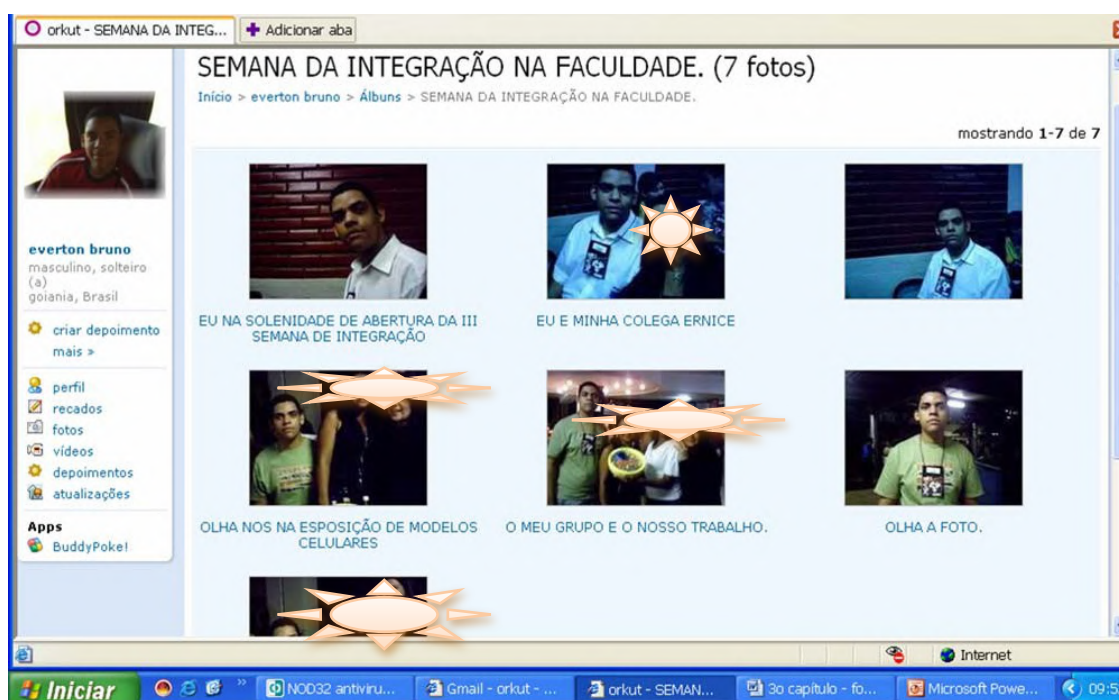 orkut - SEMANA DA INTEG...
Adicionar aba
SEMANA DA INTEGRAÇÃO NA FACULDADE. (7 fotos)
Início > everton bruno > Álbuns > SEMANA DA INTEGRAÇÃO NA FACULDADE.
mostrando 1-7 de 7
everton bruno
masculino, solteiro
(a)
goiania, Brasil
criar depoimento
mais »
perfil
recados
fotos
vídeos
depoimentos
atualizações
Apps
BuddyPoke!
EU NA SOLENIDADE DE ABERTURA DA III
SEMANA DE INTEGRAÇÃO
EU E MINHA COLEGA ERNICE
OLHA NOS NA ESPOSIÇÃO DE MODELOS
CELULARES
O MEU GRUPO E O NOSSO TRABALHO.
OLHA A FOTO.
Internet
Iniciar
NOD32 antiviru...
Gmail - orkut - ...
orkut - SEMAN...
3o capítulo - fo...
Microsoft Powe...